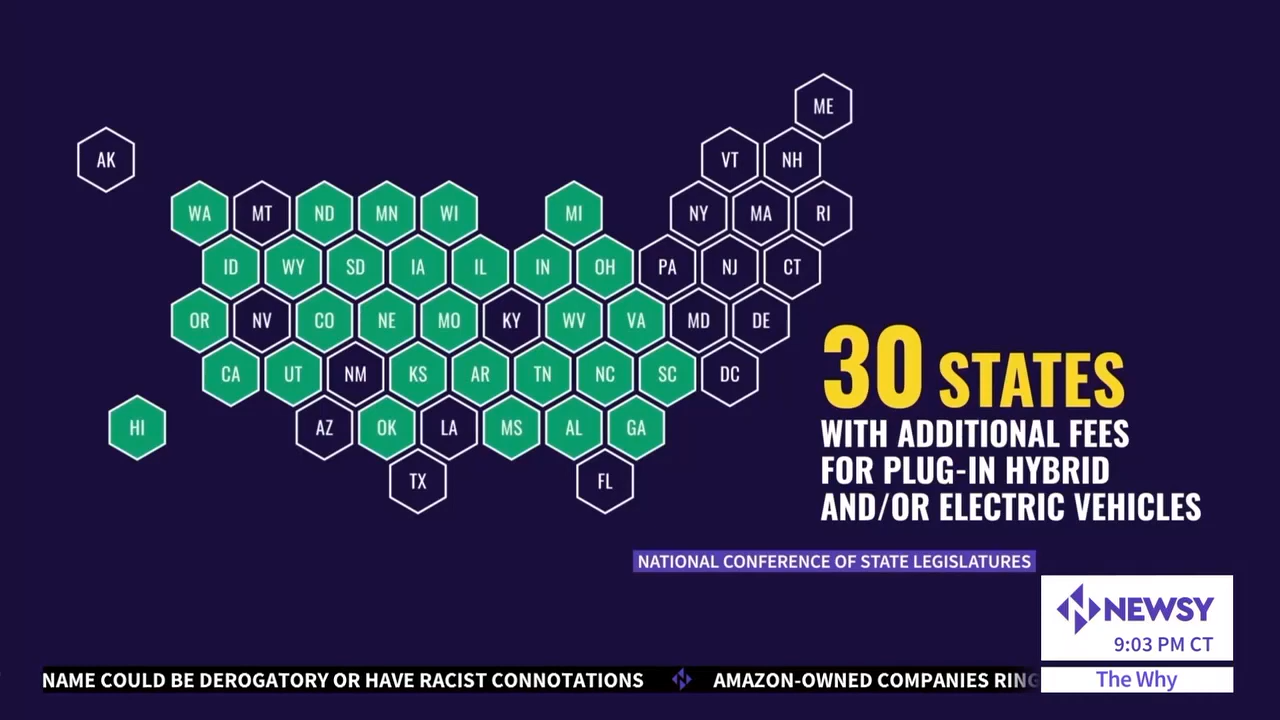 ME
AK
VT
NH
WA
MT
ND
MN
WI
MI
NY
MA
RI
ID
WY
SD
IA
IL
IN
OH
PA
NJ
CT
OR
NV
CO
NE
MO
KY
WV
VA
MD
DE
CA
UT
NM
KS
AR
TN
NC
SC
DC
HI
AZ
OK
LA
MS
AL
GA
TX
FL
30 STATES
WITH ADDITIONAL FEES
FOR PLUG-IN HYBRID
AND/OR ELECTRIC VEHICLES
NATIONAL CONFERENCE OF STATE LEGISLATURES
NEWSY
9:03 PM CT
The Why
NAME COULD BE DEROGATORY OR HAVE RACIST CONNOTATIONS AMAZON-OWNED COMPANIES RING